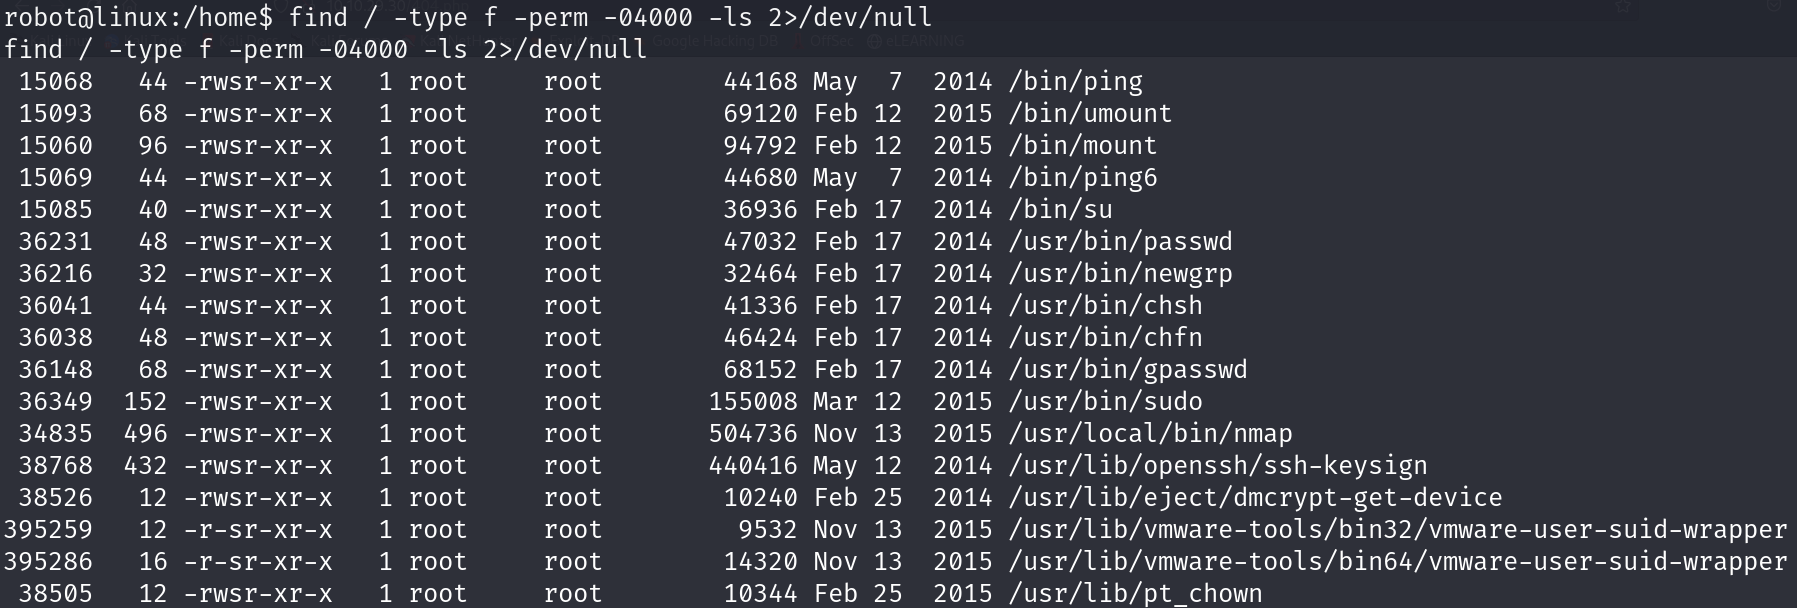 robot@linux:/home$ find / -type f -perm -04000 -ls 2>/dev/null
find / -type f -perm -04000 -ls 2>/dev/null
 15068   44 -rwsr-xr-x   1 root     root        44168 May  7  2014 /bin/ping
 15093   68 -rwsr-xr-x   1 root     root        69120 Feb 12  2015 /bin/umount
 15060   96 -rwsr-xr-x   1 root     root        94792 Feb 12  2015 /bin/mount
 15069   44 -rwsr-xr-x   1 root     root        44680 May  7  2014 /bin/ping6
 15085   40 -rwsr-xr-x   1 root     root        36936 Feb 17  2014 /bin/su
 36231   48 -rwsr-xr-x   1 root     root        47032 Feb 17  2014 /usr/bin/passwd
 36216   32 -rwsr-xr-x   1 root     root        32464 Feb 17  2014 /usr/bin/newgrp
 36041   44 -rwsr-xr-x   1 root     root        41336 Feb 17  2014 /usr/bin/chsh
 36038   48 -rwsr-xr-x   1 root     root        46424 Feb 17  2014 /usr/bin/chfn
 36148   68 -rwsr-xr-x   1 root     root        68152 Feb 17  2014 /usr/bin/gpasswd
 36349  152 -rwsr-xr-x   1 root     root       155008 Mar 12  2015 /usr/bin/sudo
 34835  496 -rwsr-xr-x   1 root     root       504736 Nov 13  2015 /usr/local/bin/nmap
 38768  432 -rwsr-xr-x   1 root     root       440416 May 12  2014 /usr/lib/openssh/ssh-keysign
 38526   12 -rwsr-xr-x   1 root     root        10240 Feb 25  2014 /usr/lib/eject/dmcrypt-get-device
395259   12 -r-sr-xr-x   1 root     root         9532 Nov 13  2015 /usr/lib/vmware-tools/bin32/vmware-user-suid-wrapper
395286   16 -r-sr-xr-x   1 root     root        14320 Nov 13  2015 /usr/lib/vmware-tools/bin64/vmware-user-suid-wrapper
 38505   12 -rwsr-xr-x   1 root     root        10344 Feb 25  2015 /usr/lib/pt_chown
Google Hacking DB OffSec eLEARNING